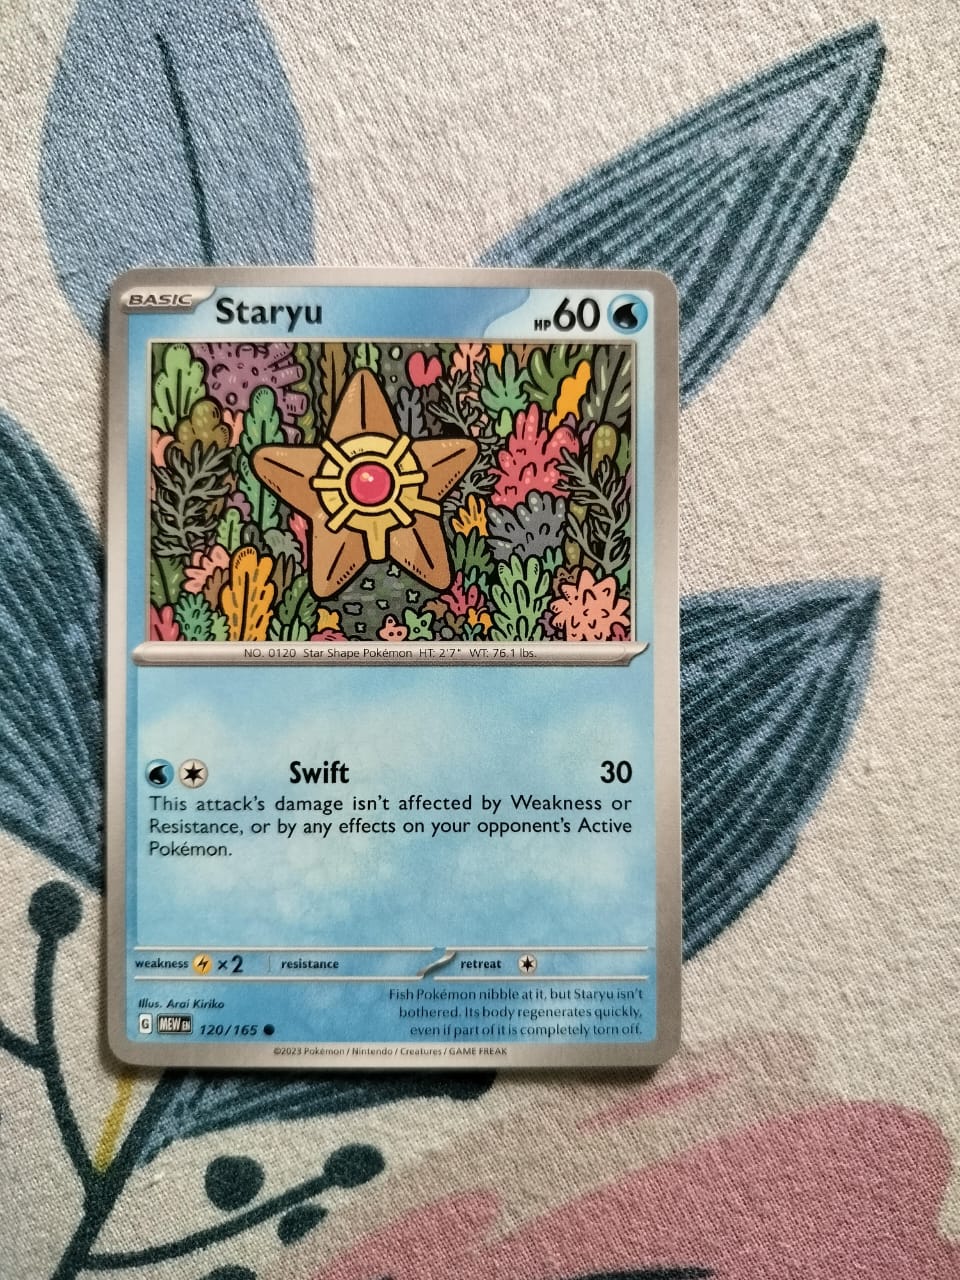 BASIC Staryu HP 60
NO. 0120 Star Shape Pokémon HT: 2'7" WT: 76.1 lbs.
Swift 30
This attack's damage isn't affected by Weakness or
Resistance, or by any effects on your opponent's Active
Pokémon.
weakness ×2 resistance retreat
Illus. Arai Kiriko
G MEW EN 120/165
Fish Pokémon nibble at it, but Staryu isn't
bothered. Its body regenerates quickly,
even if part of it is completely torn off.
©2023 Pokémon / Nintendo / Creatures / GAME FREAK